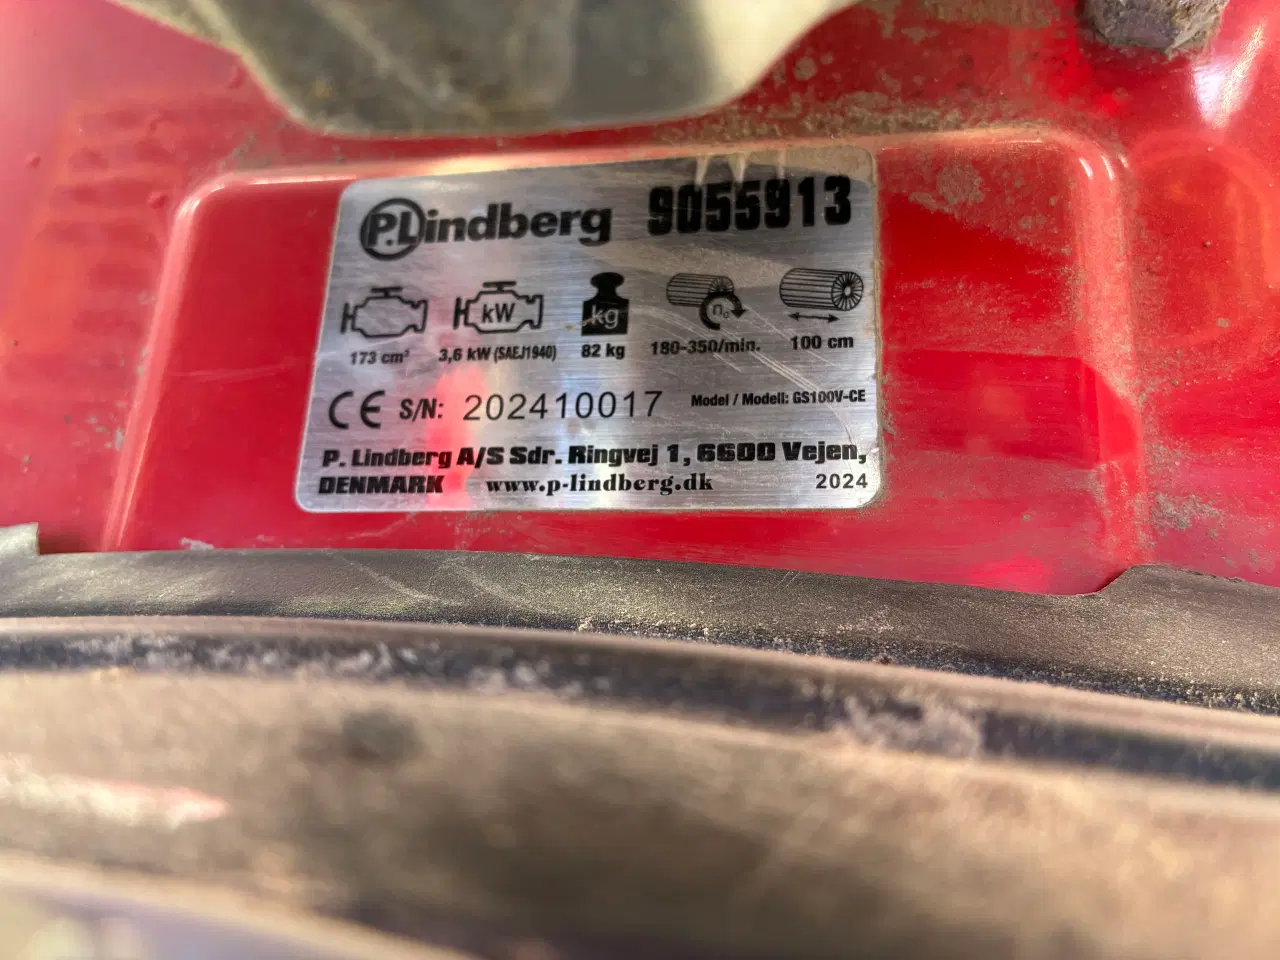 P.Lindberg 9055913
kW kg n₀
173 cm³ 3,6 kW (SAEJ1940) 82 kg 180-350/min. 100 cm
CE S/N: 202410017 Model / Modell: GS100V-CE
P. Lindberg A/S Sdr. Ringvej 1, 6600 Vejen,
DENMARK www.p-lindberg.dk 2024